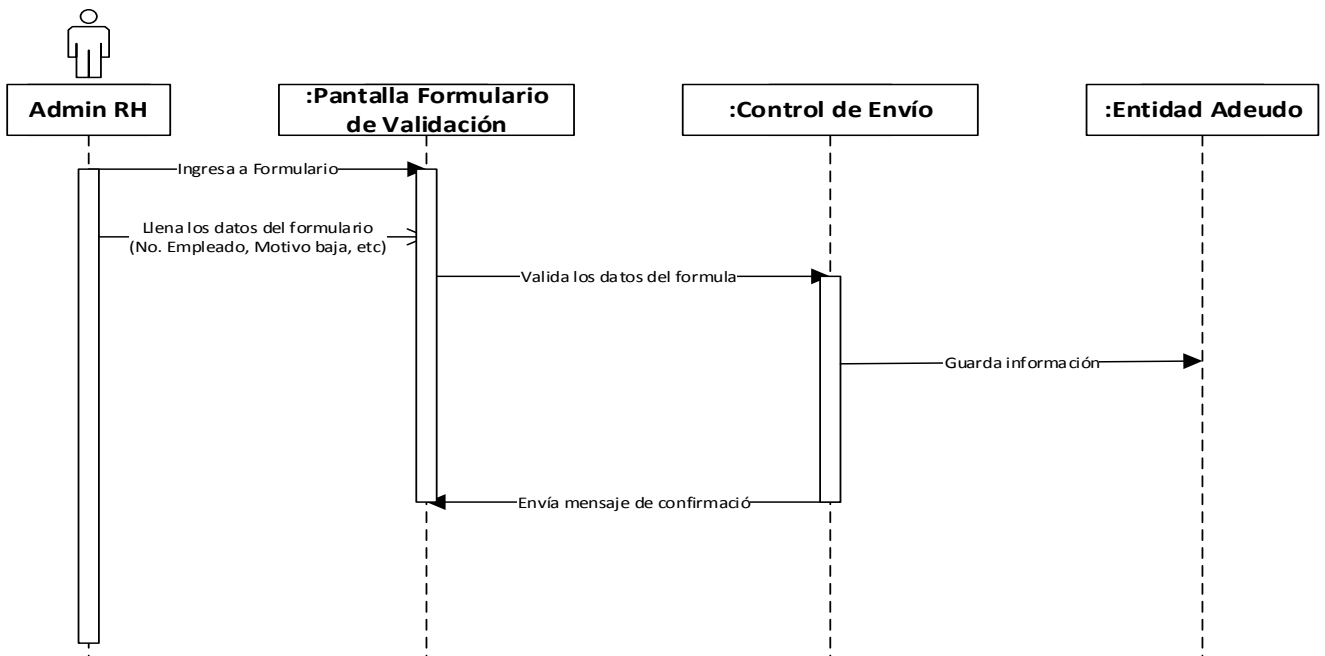 Admin RH
:Pantalla Formulario
de Validación
:Control de Envío
:Entidad Adeudo
Ingresa a Formulario
Llena los datos del formulario
(No. Empleado, Motivo baja, etc)
Valida los datos del formula
Guarda información
Envía mensaje de confirmació